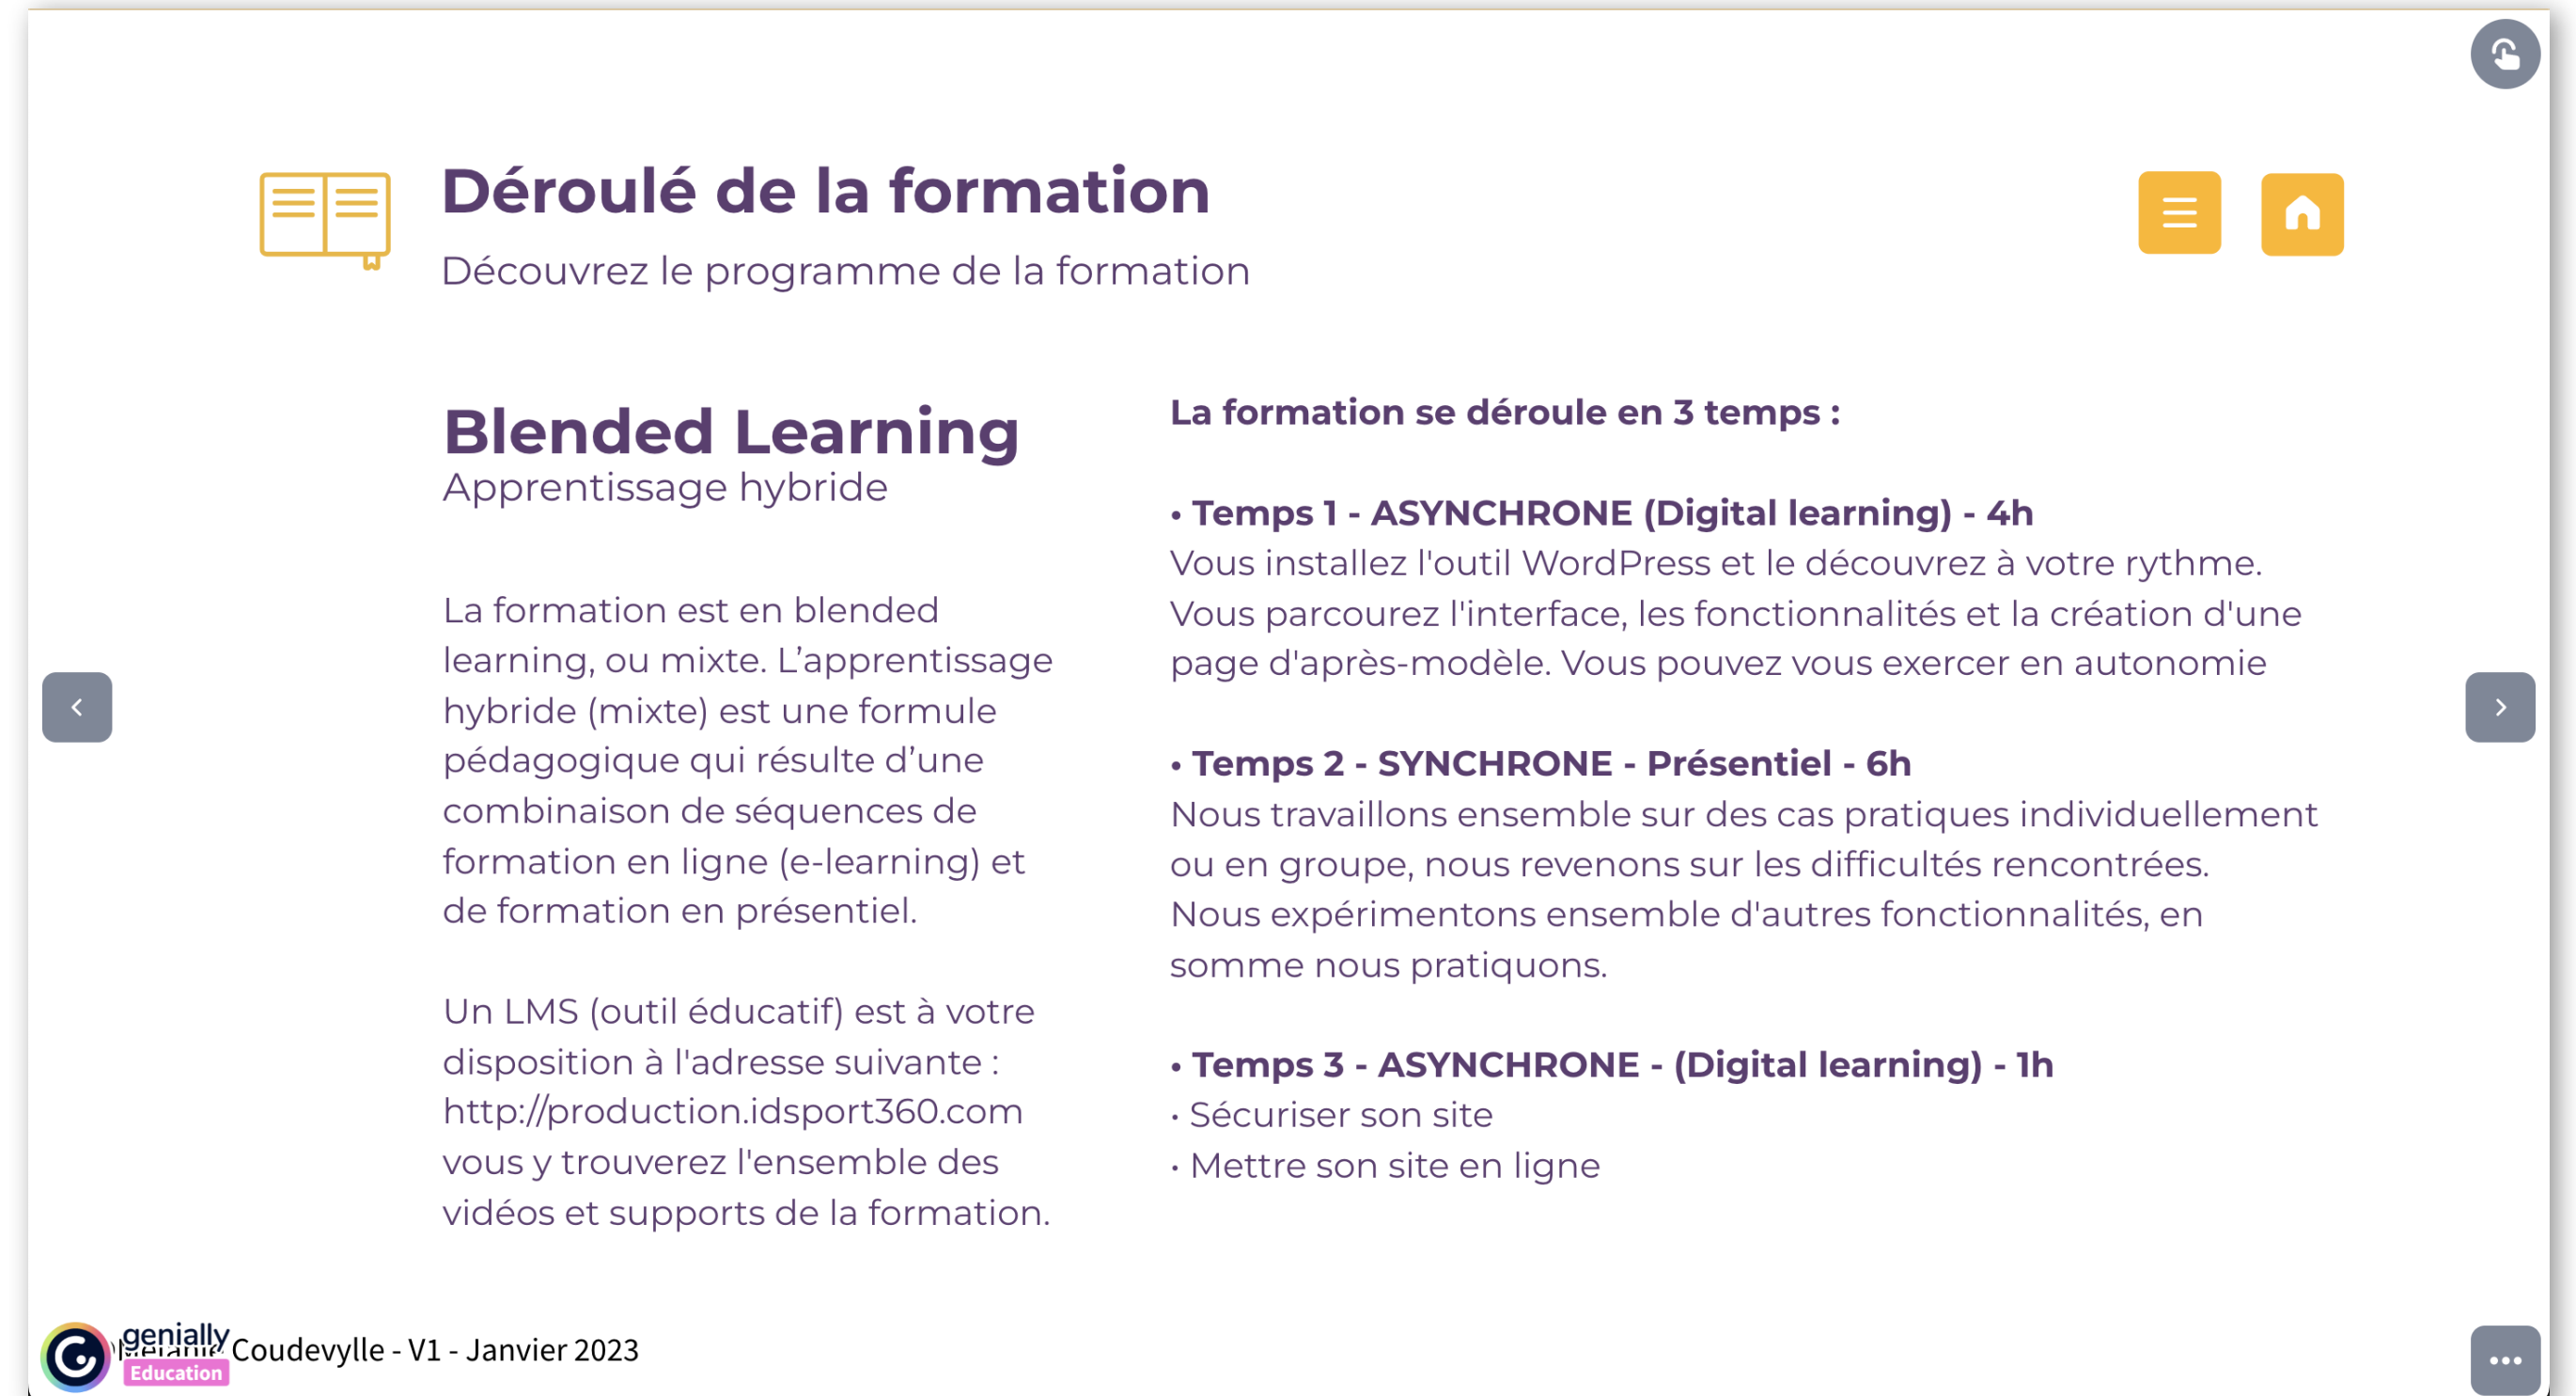 Déroulé de la formation
Découvrez le programme de la formation
Blended Learning
Apprentissage hybride
La formation est en blended
learning, ou mixte. L’apprentissage
hybride (mixte) est une formule
pédagogique qui résulte d’une
combinaison de séquences de
formation en ligne (e-learning) et
de formation en présentiel.
Un LMS (outil éducatif) est à votre
disposition à l'adresse suivante :
http://production.idsport360.com
vous y trouverez l'ensemble des
vidéos et supports de la formation.
La formation se déroule en 3 temps :
• Temps 1 - ASYNCHRONE (Digital learning) - 4h
Vous installez l'outil WordPress et le découvrez à votre rythme.
Vous parcourez l'interface, les fonctionnalités et la création d'une
page d'après-modèle. Vous pouvez vous exercer en autonomie
• Temps 2 - SYNCHRONE - Présentiel - 6h
Nous travaillons ensemble sur des cas pratiques individuellement
ou en groupe, nous revenons sur les difficultés rencontrées.
Nous expérimentons ensemble d'autres fonctionnalités, en
somme nous pratiquons.
• Temps 3 - ASYNCHRONE - (Digital learning) - 1h
• Sécuriser son site
• Mettre son site en ligne
genially
Education
Coudevylle - V1 - Janvier 2023